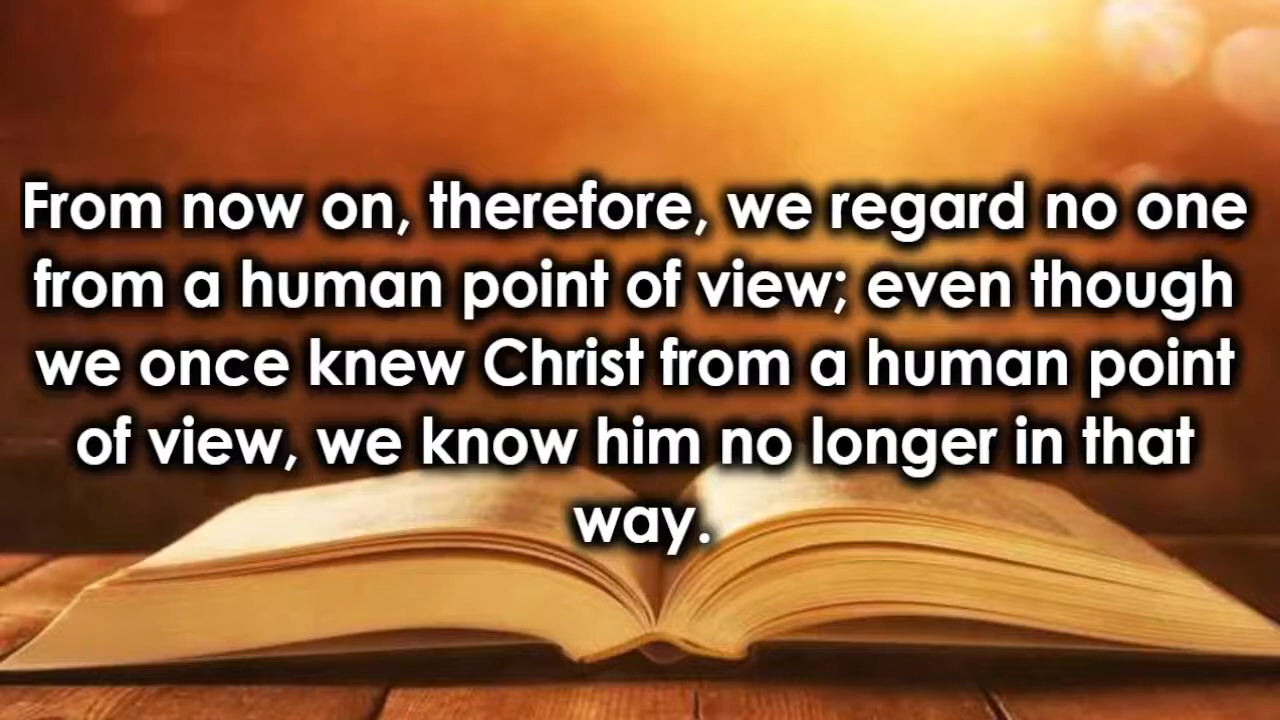 From now on, therefore, we regard no one
from a human point of view; even though
we once knew Christ from a human point
of view, we know him no longer in that
way.